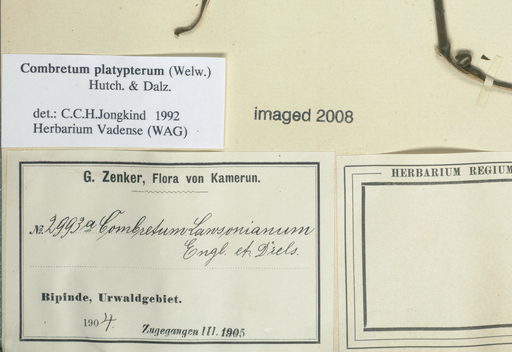 Combretum platypterum (Welw.)
Hutch. & Dalz.
det.: C.C.H.Jongkind 1992
Herbarium Vadense (WAG)
imaged 2008
G. Zenker, Flora von Kamerun.
No. 2993a Combretum Lawsonianum
Engl. et Diels.
Bipinde, Urwaldgebiet.
1904.
Zugegangen III. 1905
HERBARIUM REGIUM